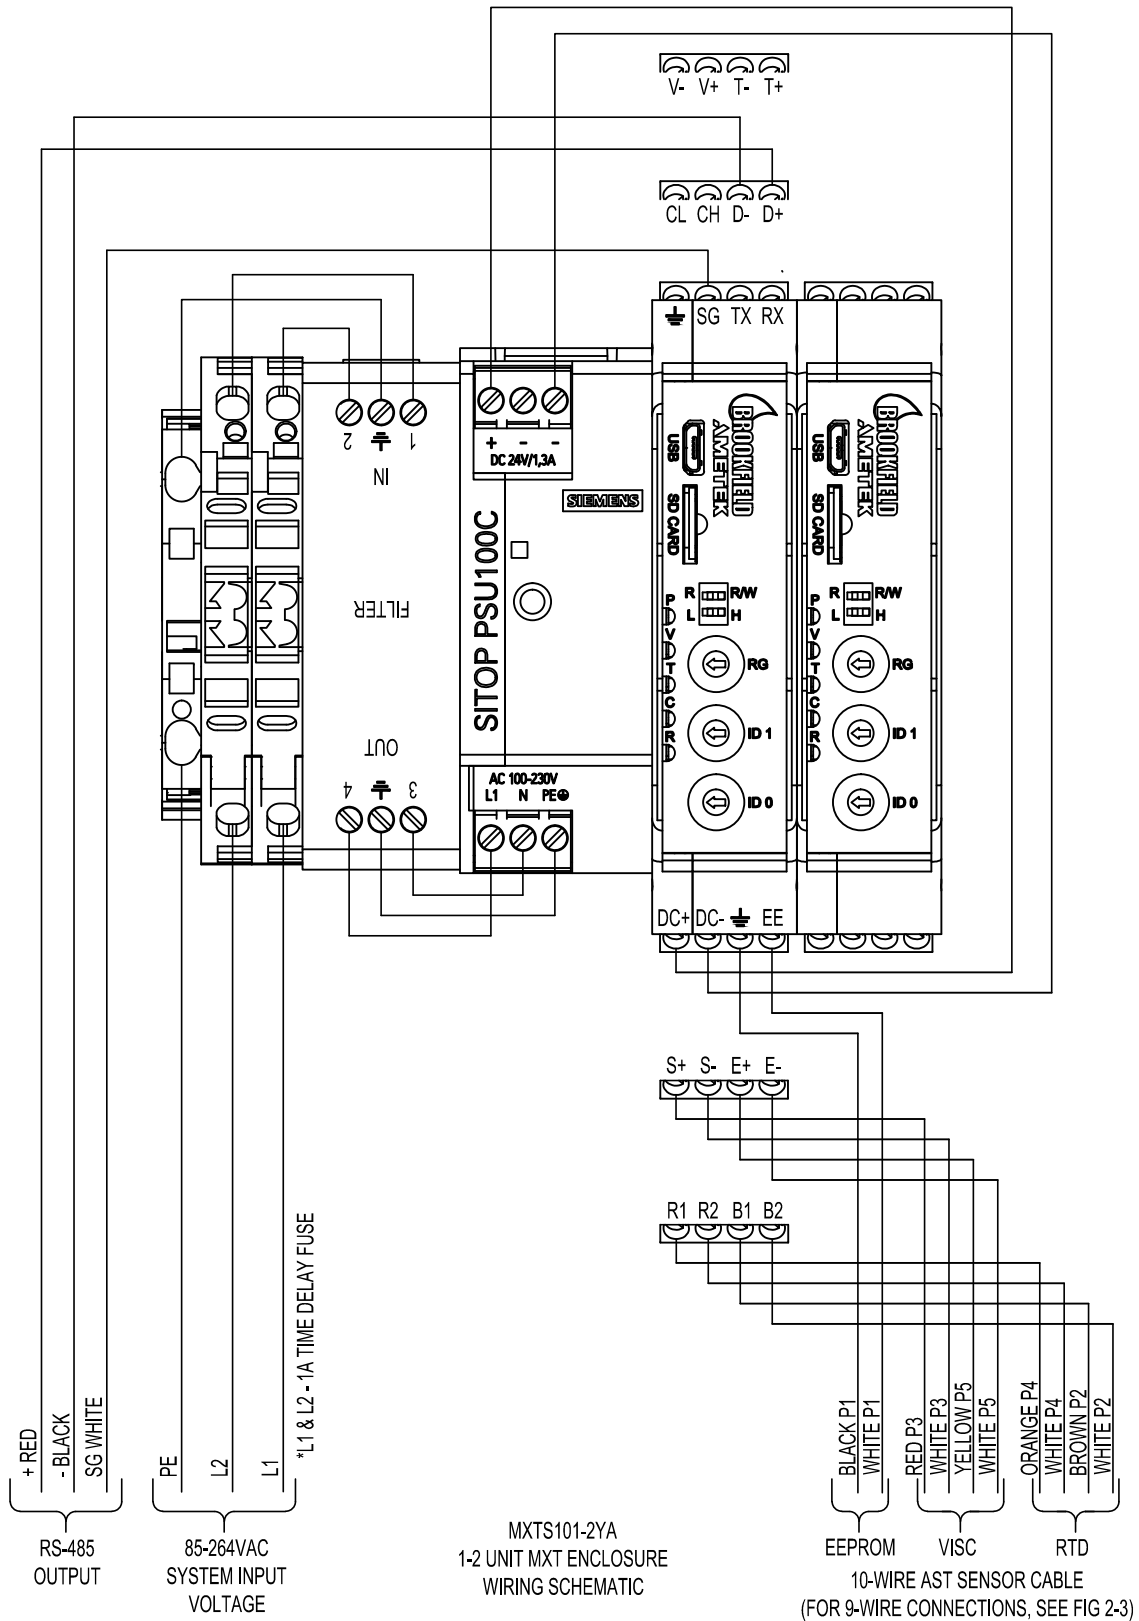 V- V+ T- T+
CL CH D- D+
SG TX RX
2 1
IN
+ - -
DC 24V/1,3A
SIEMENS
SITOP PSU100C
FILTER
OUT
4 3
AC 100-230V
L1 N PE
BROOKFIELD
AMETEK
USB
SD CARD
R R/W
L H
P
V
T
C
R
RG
ID 1
ID 0
BROOKFIELD
AMETEK
USB
SD CARD
R R/W
L H
P
V
T
C
R
RG
ID 1
ID 0
DC+ DC- EE
S+ S- E+ E-
R1 R2 B1 B2
*L1 & L2 - 1A TIME DELAY FUSE
+ RED
- BLACK
SG WHITE
PE
L2
L1
BLACK P1
WHITE P1
RED P3
WHITE P3
YELLOW P5
WHITE P5
ORANGE P4
WHITE P4
BROWN P2
WHITE P2
RS-485
OUTPUT
85-264VAC
SYSTEM INPUT
VOLTAGE
MXTS101-2YA
1-2 UNIT MXT ENCLOSURE
WIRING SCHEMATIC
EEPROM
VISC
RTD
10-WIRE AST SENSOR CABLE
(FOR 9-WIRE CONNECTIONS, SEE FIG 2-3)